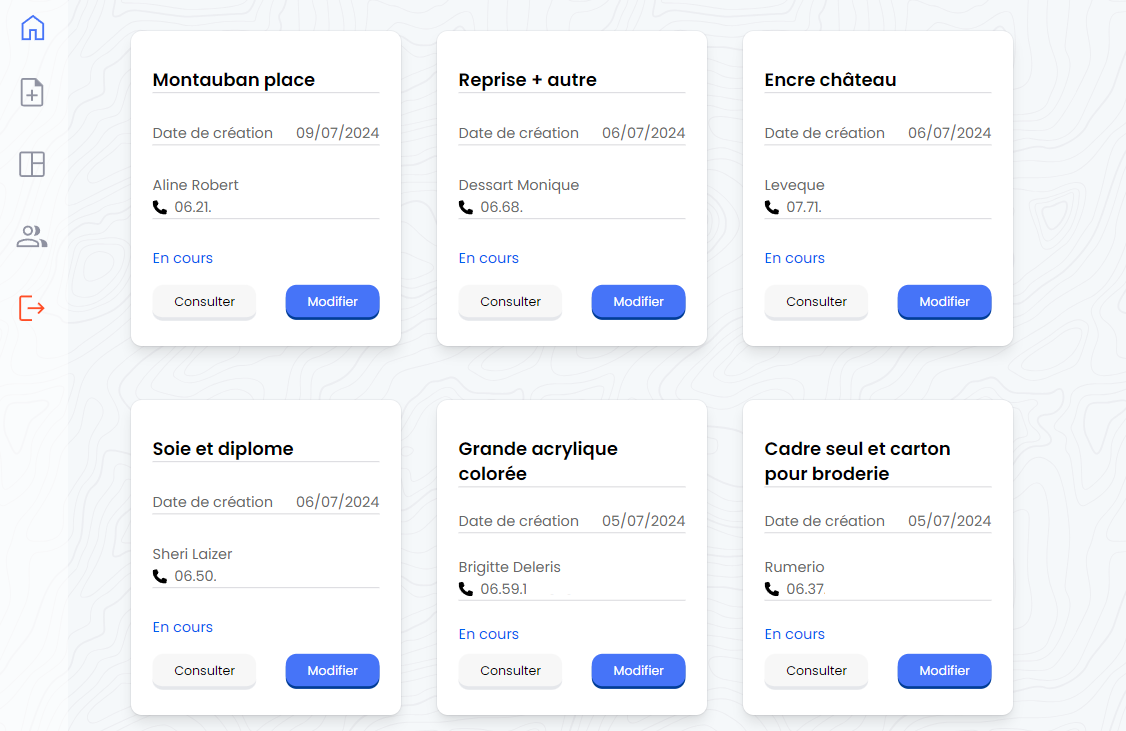 Montauban place
Date de création 09/07/2024
Aline Robert
06.21.
En cours
Consulter Modifier
Reprise + autre
Date de création 06/07/2024
Dessart Monique
06.68.
En cours
Consulter Modifier
Encre château
Date de création 06/07/2024
Leveque
07.71.
En cours
Consulter Modifier
Soie et diplome
Date de création 06/07/2024
Sheri Laizer
06.50.
En cours
Consulter Modifier
Grande acrylique
colorée
Date de création 05/07/2024
Brigitte Deleris
06.59.1
En cours
Consulter Modifier
Cadre seul et carton
pour broderie
Date de création 05/07/2024
Rumerio
06.37
En cours
Consulter Modifier